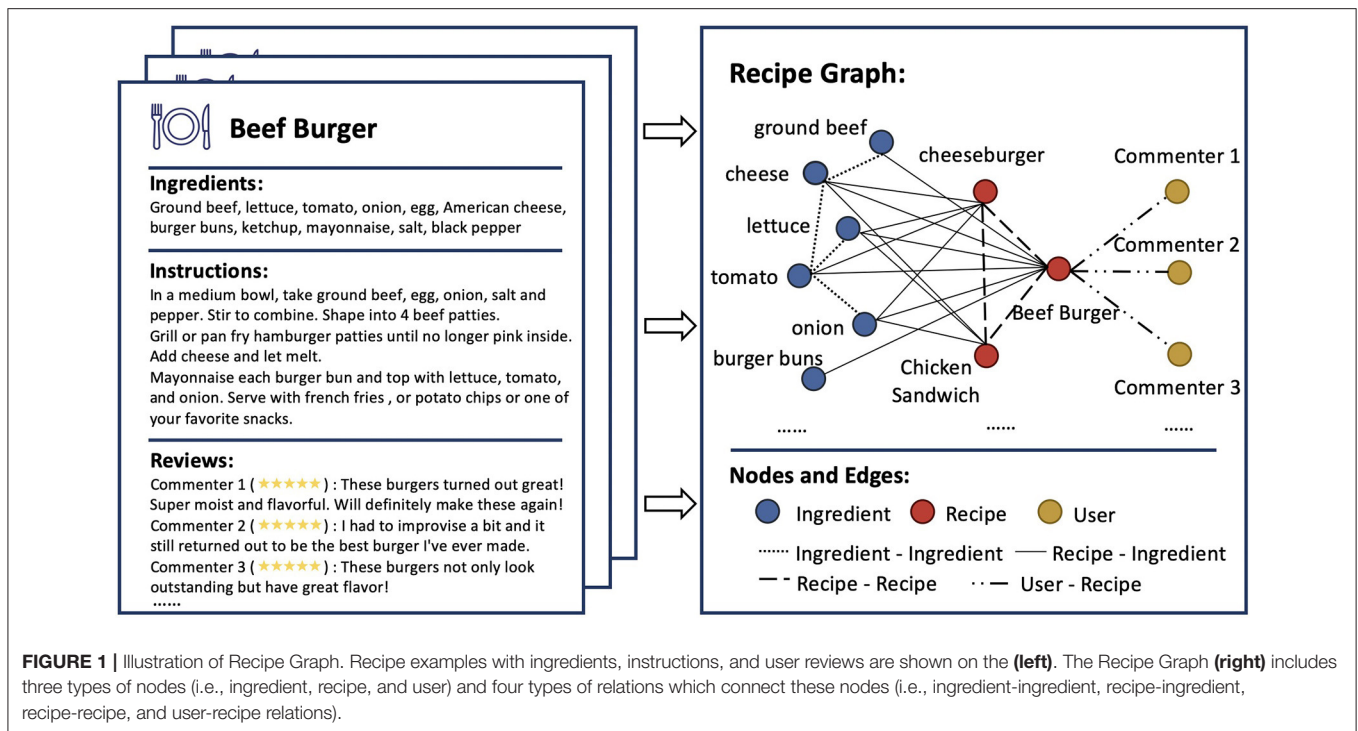 Beef Burger
Ingredients:
Ground beef, lettuce, tomato, onion, egg, American cheese,
burger buns, ketchup, mayonnaise, salt, black pepper
Instructions:
In a medium bowl, take ground beef, egg, onion, salt and
pepper. Stir to combine. Shape into 4 beef patties.
Grill or pan fry hamburger patties until no longer pink inside.
Add cheese and let melt.
Mayonnaise each burger bun and top with lettuce, tomato,
and onion. Serve with french fries , or potato chips or one of
your favorite snacks.
Reviews:
Commenter 1 ( ★★★★★ ) : These burgers turned out great!
Super moist and flavorful. Will definitely make these again!
Commenter 2 ( ★★★★★ ) : I had to improvise a bit and it
still returned out to be the best burger I've ever made.
Commenter 3 ( ★★★★★ ) : These burgers not only look
outstanding but have great flavor!
......
Recipe Graph:
ground beef
cheese
lettuce
tomato
onion
burger buns
......
cheeseburger
Beef Burger
Chicken
Sandwich
......
Commenter 1
Commenter 2
Commenter 3
......
Nodes and Edges:
Ingredient Recipe User
Ingredient - Ingredient Recipe - Ingredient
Recipe - Recipe User - Recipe
FIGURE 1 | Illustration of Recipe Graph. Recipe examples with ingredients, instructions, and user reviews are shown on the (left). The Recipe Graph (right) includes
three types of nodes (i.e., ingredient, recipe, and user) and four types of relations which connect these nodes (i.e., ingredient-ingredient, recipe-ingredient,
recipe-recipe, and user-recipe relations).